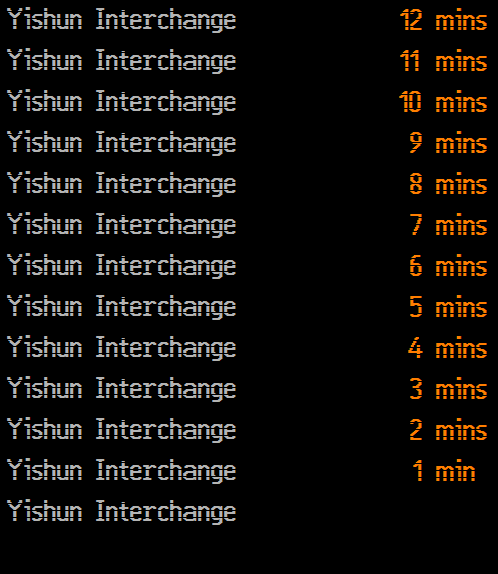 Yishun Interchange 12 mins
Yishun Interchange 11 mins
Yishun Interchange 10 mins
Yishun Interchange 9 mins
Yishun Interchange 8 mins
Yishun Interchange 7 mins
Yishun Interchange 6 mins
Yishun Interchange 5 mins
Yishun Interchange 4 mins
Yishun Interchange 3 mins
Yishun Interchange 2 mins
Yishun Interchange 1 min
Yishun Interchange